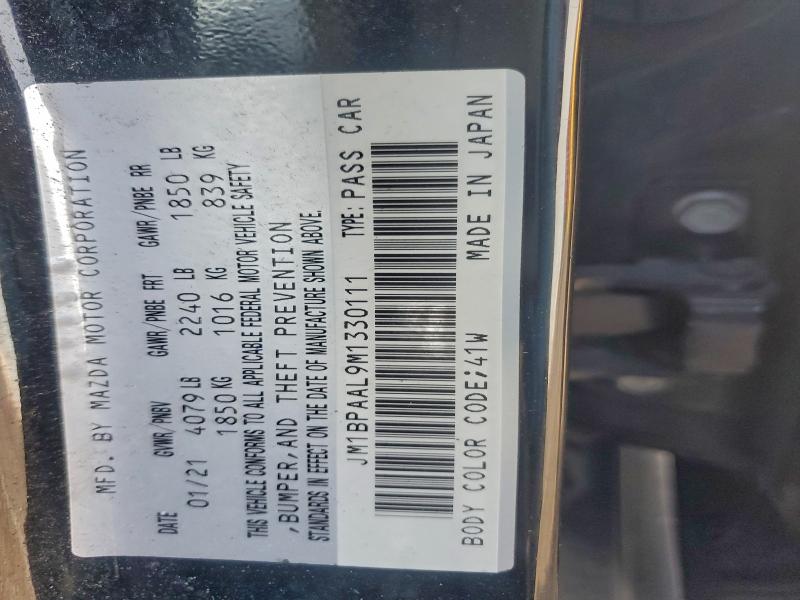 MFD. BY MAZDA MOTOR CORPORATION
DATE GVWR/PNBV GAWR/PNBE FRT GAWR/PNBE RR
01/21 4079 LB 2240 LB 1850 LB
1850 KG 1016 KG 839 KG
THIS VEHICLE CONFORMS TO ALL APPLICABLE FEDERAL MOTOR VEHICLE SAFETY
,BUMPER, AND THEFT PREVENTION
STANDARDS IN EFFECT ON THE DATE OF MANUFACTURE SHOWN ABOVE.
JM1BPAAL9M1330111 TYPE: PASS CAR
BODY COLOR CODE;41W MADE IN JAPAN